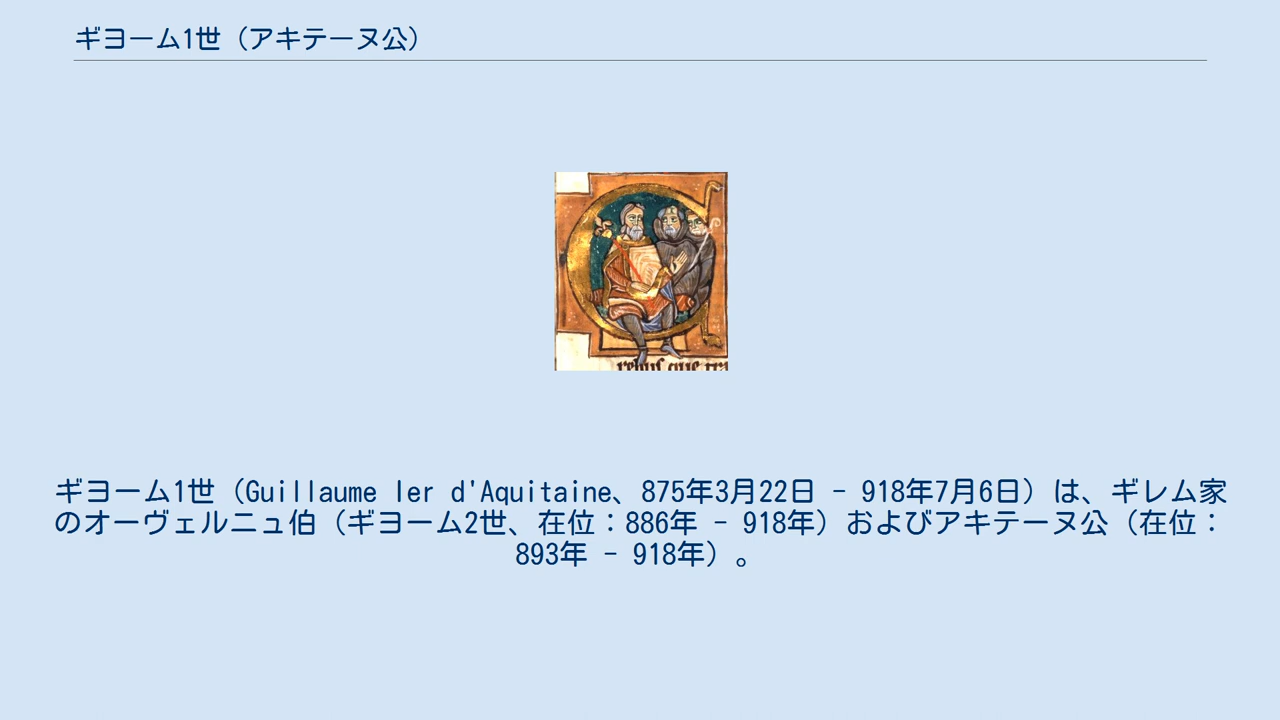 ギヨーム1世（アキテーヌ公）
ギヨーム1世（Guillaume Ier d'Aquitaine、875年3月22日 - 918年7月6日）は、ギレム家
のオーヴェルニュ伯（ギヨーム2世、在位：886年 - 918年）およびアキテーヌ公（在位：
893年 - 918年）。